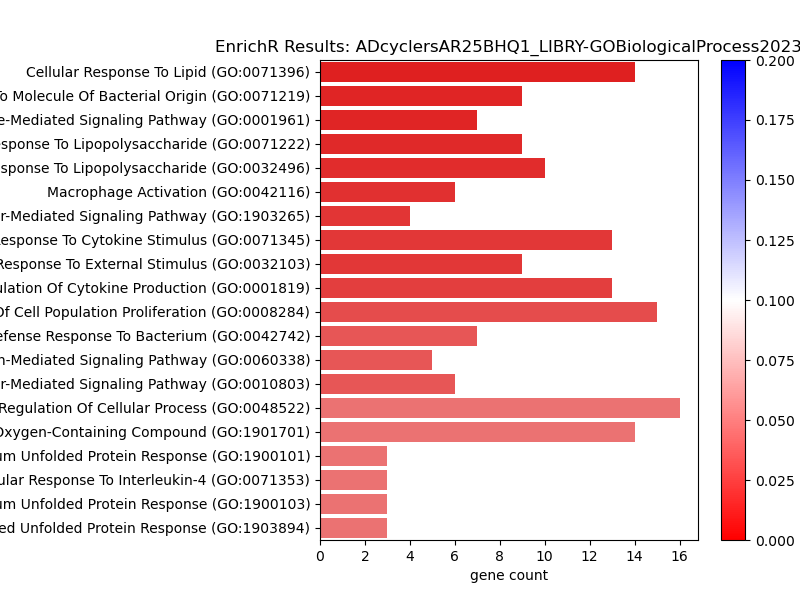 EnrichR Results: ADcyclersAR25BHQ1_LIBRY-GOBiologicalProcess2023
Cellular Response To Lipid (GO:0071396)
To Molecule Of Bacterial Origin (GO:0071219)
e-Mediated Signaling Pathway (GO:0001961)
sponse To Lipopolysaccharide (GO:0071222)
sponse To Lipopolysaccharide (GO:0032496)
Macrophage Activation (GO:0042116)
r-Mediated Signaling Pathway (GO:1903265)
Response To Cytokine Stimulus (GO:0071345)
Response To External Stimulus (GO:0032103)
ulation Of Cytokine Production (GO:0001819)
Of Cell Population Proliferation (GO:0008284)
efense Response To Bacterium (GO:0042742)
n-Mediated Signaling Pathway (GO:0060338)
r-Mediated Signaling Pathway (GO:0010803)
Regulation Of Cellular Process (GO:0048522)
Oxygen-Containing Compound (GO:1901701)
um Unfolded Protein Response (GO:1900101)
ular Response To Interleukin-4 (GO:0071353)
um Unfolded Protein Response (GO:1900103)
ed Unfolded Protein Response (GO:1903894)
0 2 4 6 8 10 12 14 16
gene count
0.200
0.175
0.150
0.125
0.100
0.075
0.050
0.025
0.000